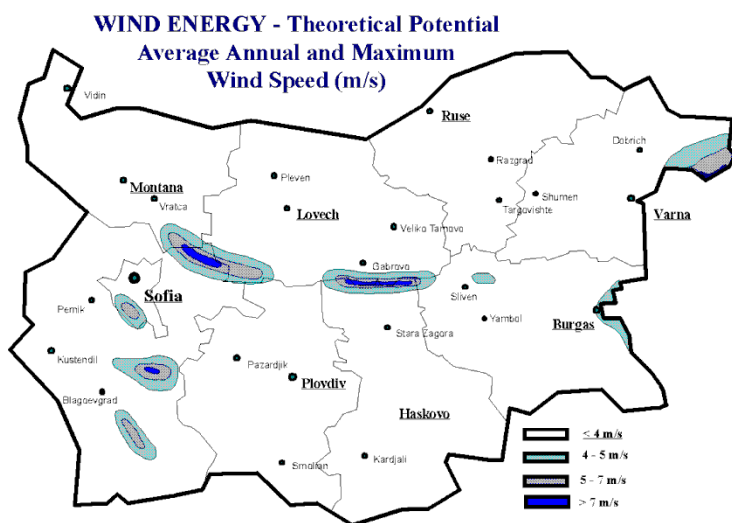 WIND ENERGY - Theoretical Potential
Average Annual and Maximum
Wind Speed (m/s)
Vidin
Ruse
Dobrich
Razgrad
Montana
Pleven
Vratca
Lovech
Targovishte
Shumen
Varna
Veliko Tarnovo
Gabrovo
Sofia
Sliven
Pernik
Yambol
Burgas
Stara Zagora
Kustendil
Pazardjik
Plovdiv
Blagoevgrad
Haskovo
Smolian
Kardjali
< 4 m/s
4 - 5 m/s
5 - 7 m/s
> 7 m/s